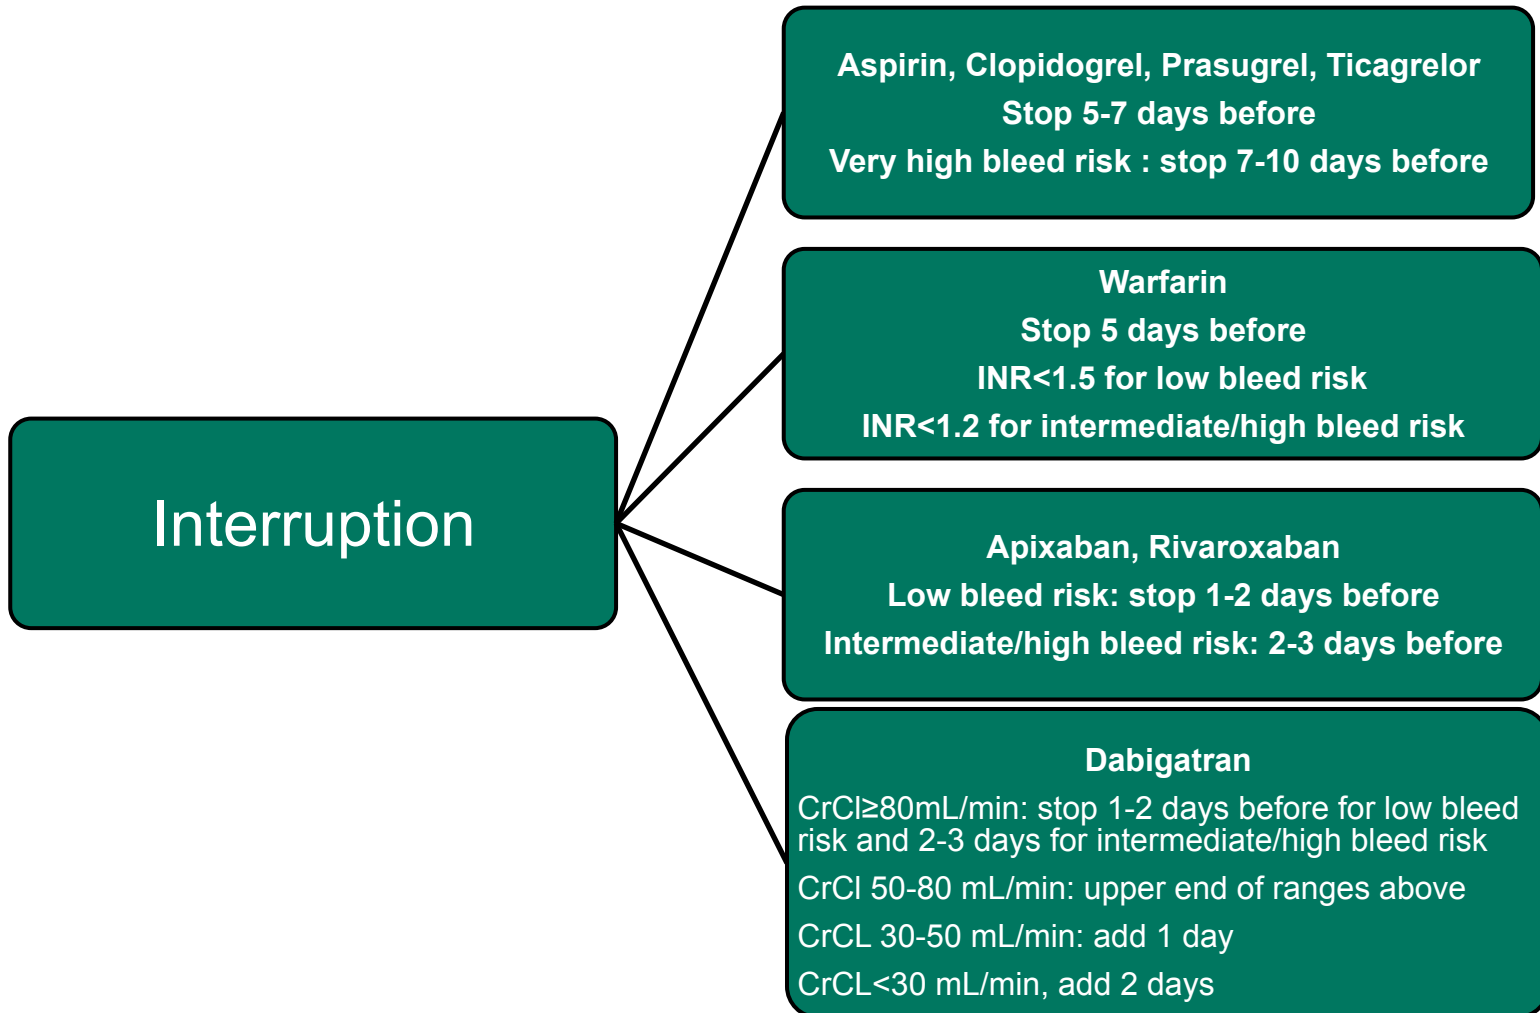 Interruption
Aspirin, Clopidogrel, Prasugrel, Ticagrelor
Stop 5-7 days before
Very high bleed risk : stop 7-10 days before
Warfarin
Stop 5 days before
INR<1.5 for low bleed risk
INR<1.2 for intermediate/high bleed risk
Apixaban, Rivaroxaban
Low bleed risk: stop 1-2 days before
Intermediate/high bleed risk: 2-3 days before
Dabigatran
CrCl≥80mL/min: stop 1-2 days before for low bleed
risk and 2-3 days for intermediate/high bleed risk
CrCl 50-80 mL/min: upper end of ranges above
CrCL 30-50 mL/min: add 1 day
CrCL<30 mL/min, add 2 days